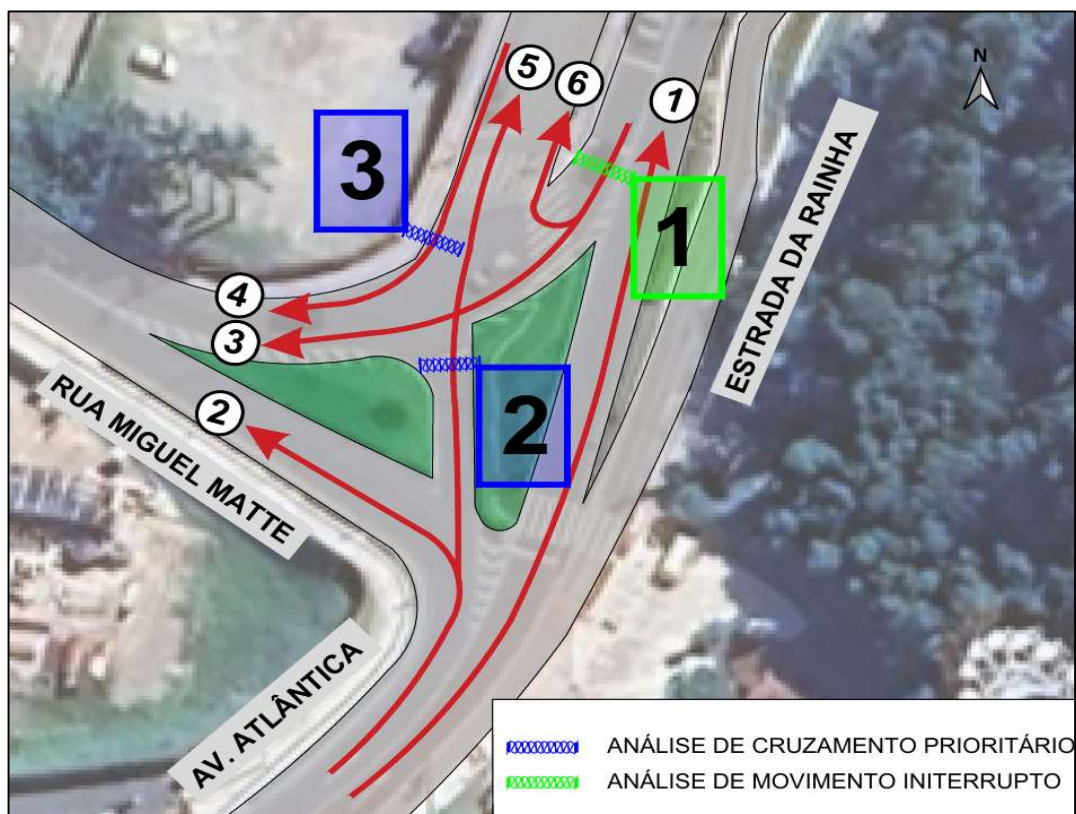 N
5
6
1
3
1
ESTRADA DA RAINHA
4
3
2
2
RUA MIGUEL MATTE
AV. ATLÂNTICA
ANÁLISE DE CRUZAMENTO PRIORITÁRIO
ANÁLISE DE MOVIMENTO INITERRUPTO